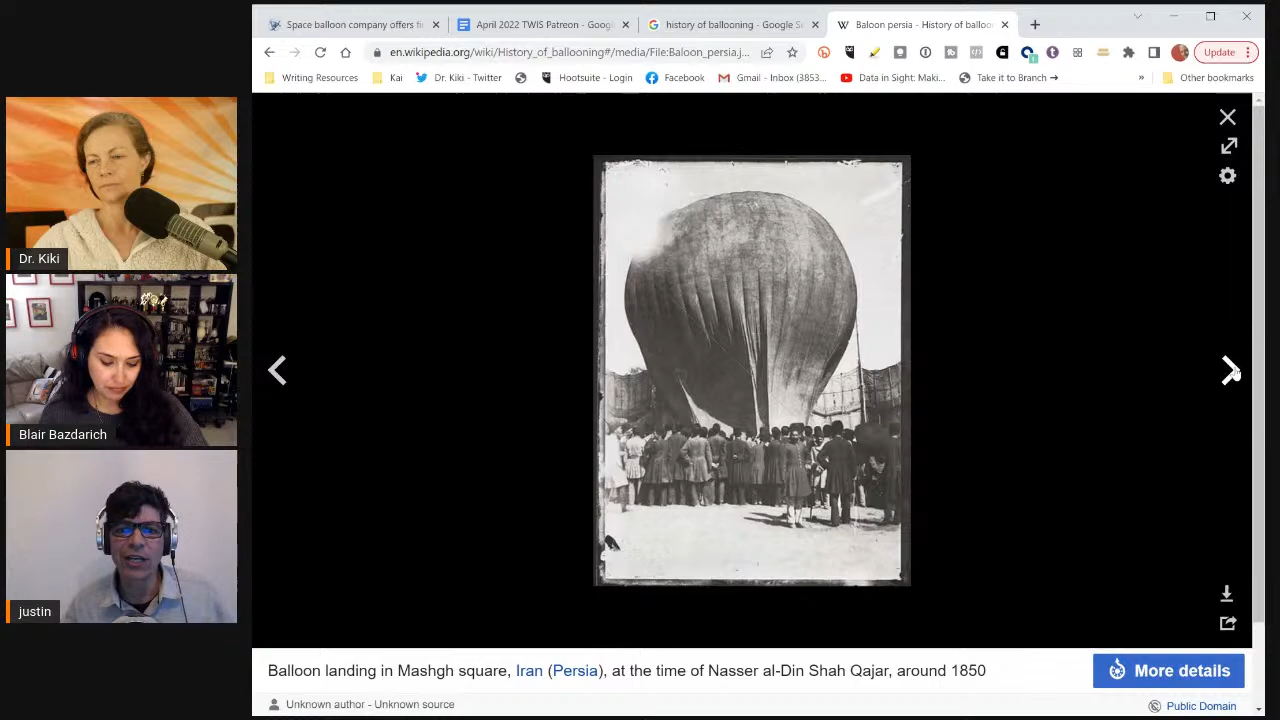 Space balloon company offers fi
April 2022 TWIS Patreon - Googl
history of ballooning - Google Se
Baloon persia - History of balloo
en.wikipedia.org/wiki/History_of_ballooning#/media/File:Baloon_persia.j...
Update
Writing Resources
Kai
Dr. Kiki - Twitter
Hootsuite - Login
Facebook
Gmail - Inbox (3853...
Data in Sight: Maki...
Take it to Branch →
»
Other bookmarks
Dr. Kiki
Blair Bazdarich
justin
Balloon landing in Mashgh square, Iran (Persia), at the time of Nasser al-Din Shah Qajar, around 1850
More details
Unknown author - Unknown source
Public Domain